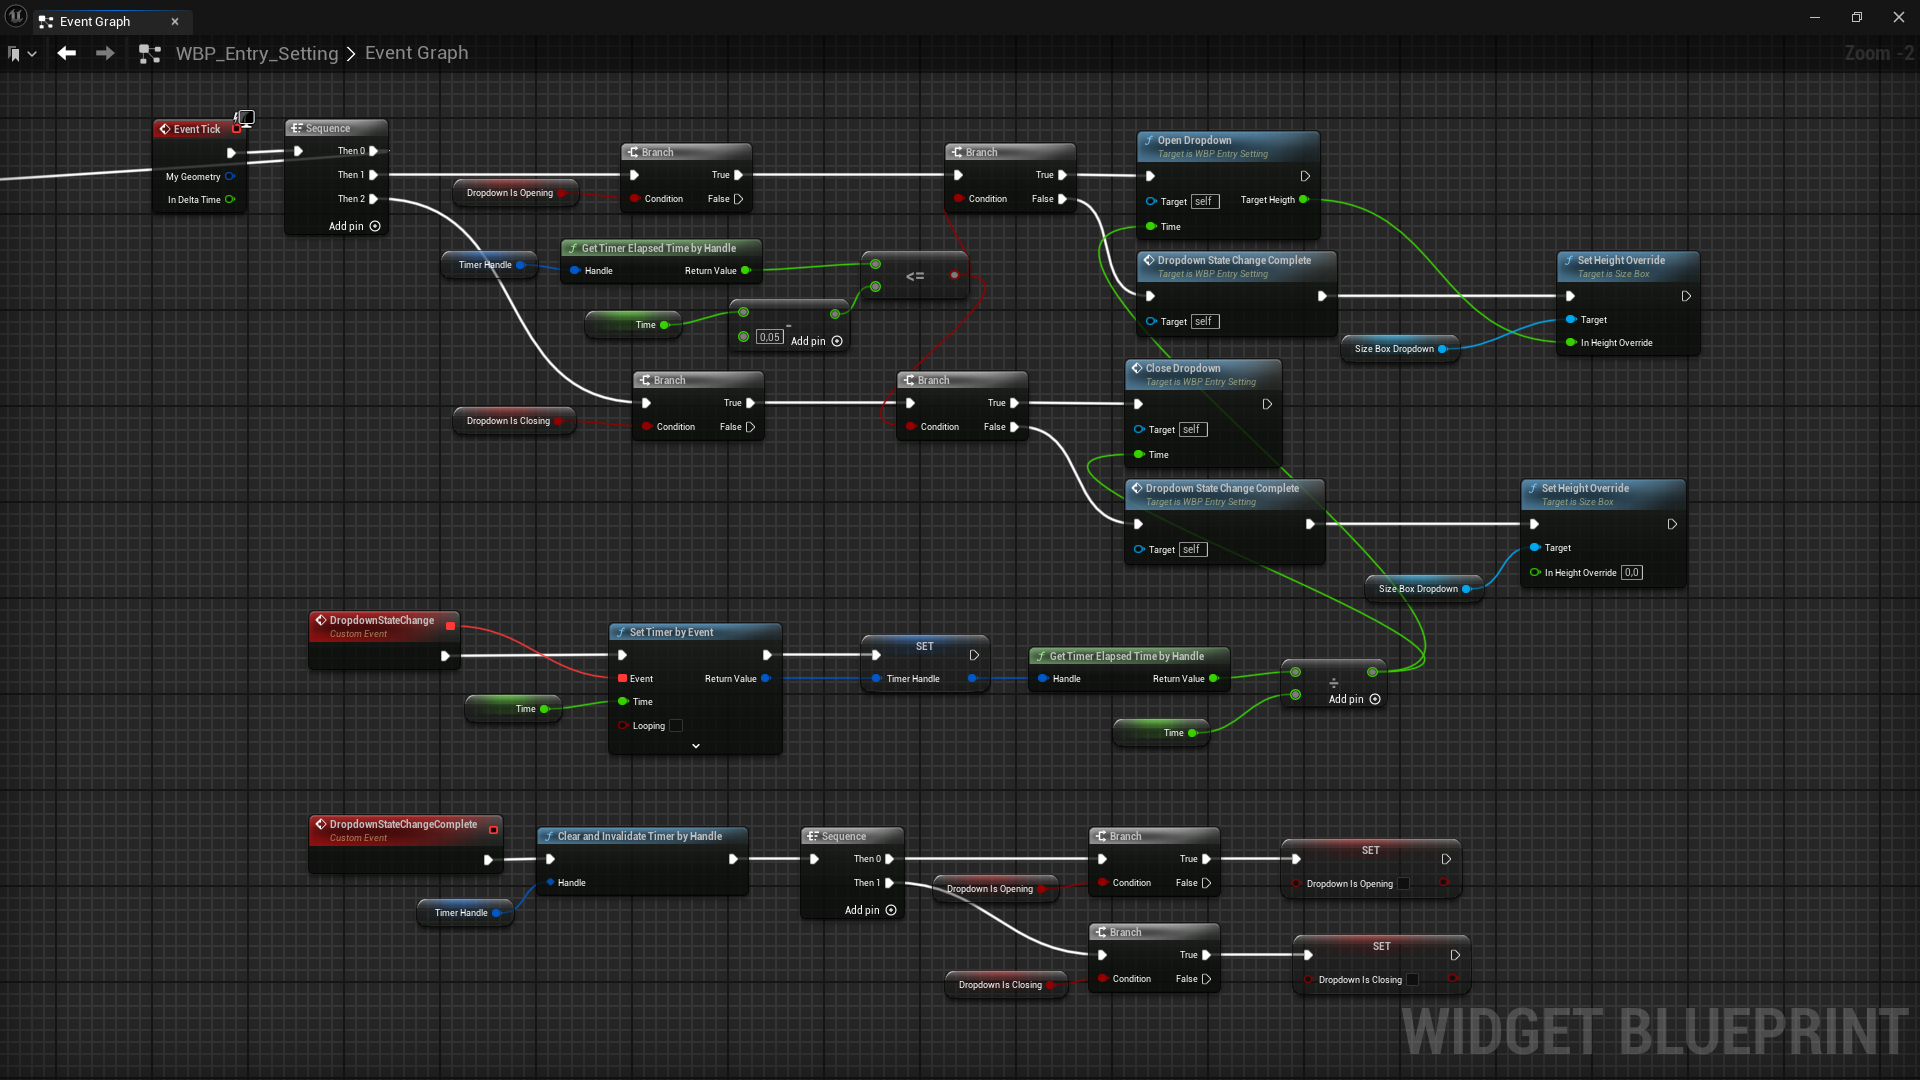 Event Graph
WBP_Entry_Setting > Event Graph
Zoom -2
Event Tick
My Geometry
In Delta Time
Sequence
Then 0
Then 1
Then 2
Add pin
Dropdown Is Opening
Branch
True
Condition
False
Branch
True
Condition
False
Open Dropdown
Target is WBP Entry Setting
Target self
Target Heigth
Time
Timer Handle
Get Timer Elapsed Time by Handle
Handle
Return Value
<=
Time
-
0,05
Add pin
Dropdown State Change Complete
Target is WBP Entry Setting
Target self
Size Box Dropdown
Set Height Override
Target is Size Box
Target
In Height Override
Dropdown Is Closing
Branch
True
Condition
False
Branch
True
Condition
False
Close Dropdown
Target is WBP Entry Setting
Target self
Time
Dropdown State Change Complete
Target is WBP Entry Setting
Target self
Size Box Dropdown
Set Height Override
Target is Size Box
Target
In Height Override 0,0
DropdownStateChange
Custom Event
Time
Set Timer by Event
Event
Return Value
Time
Looping
SET
Timer Handle
Get Timer Elapsed Time by Handle
Handle
Return Value
Time
÷
Add pin
DropdownStateChangeComplete
Custom Event
Timer Handle
Clear and Invalidate Timer by Handle
Handle
Sequence
Then 0
Then 1
Add pin
Dropdown Is Opening
Branch
True
Condition
False
SET
Dropdown Is Opening
Dropdown Is Closing
Branch
True
Condition
False
SET
Dropdown Is Closing
WIDGET BLUEPRINT